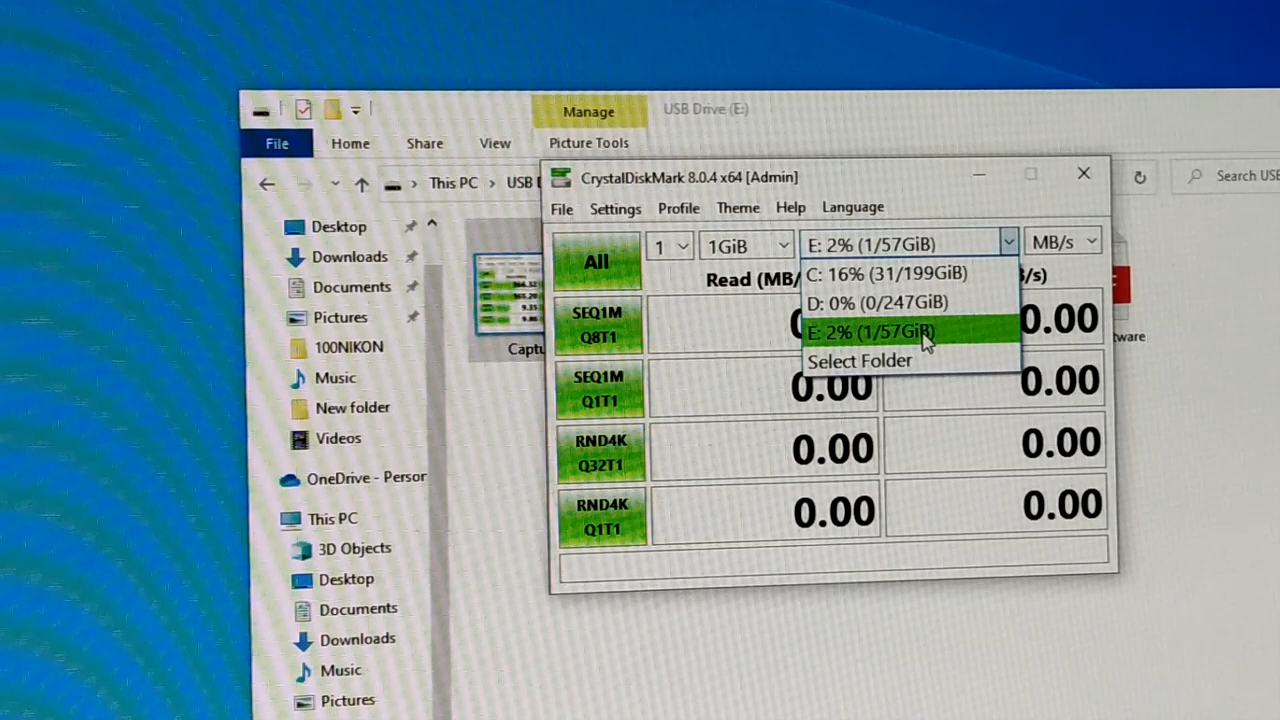 Manage
USB Drive (E:)
File
Home
Share
View
Picture Tools
This PC
USB
Search
CrystalDiskMark 8.0.4 x64 [Admin]
File
Settings
Profile
Theme
Help
Language
All
1
1GiB
E: 2% (1/57GiB)
MB/s
C: 16% (31/199GiB)
D: 0% (0/247GiB)
E: 2% (1/57GiB)
Select Folder
Read (MB/
SEQ1M
Q8T1
0.00
SEQ1M
Q1T1
0.00
0.00
RND4K
Q32T1
0.00
0.00
RND4K
Q1T1
0.00
0.00
Desktop
Downloads
Documents
Pictures
100NIKON
Music
New folder
Videos
OneDrive - Persor
This PC
3D Objects
Desktop
Documents
Downloads
Music
Pictures
Captu
ware